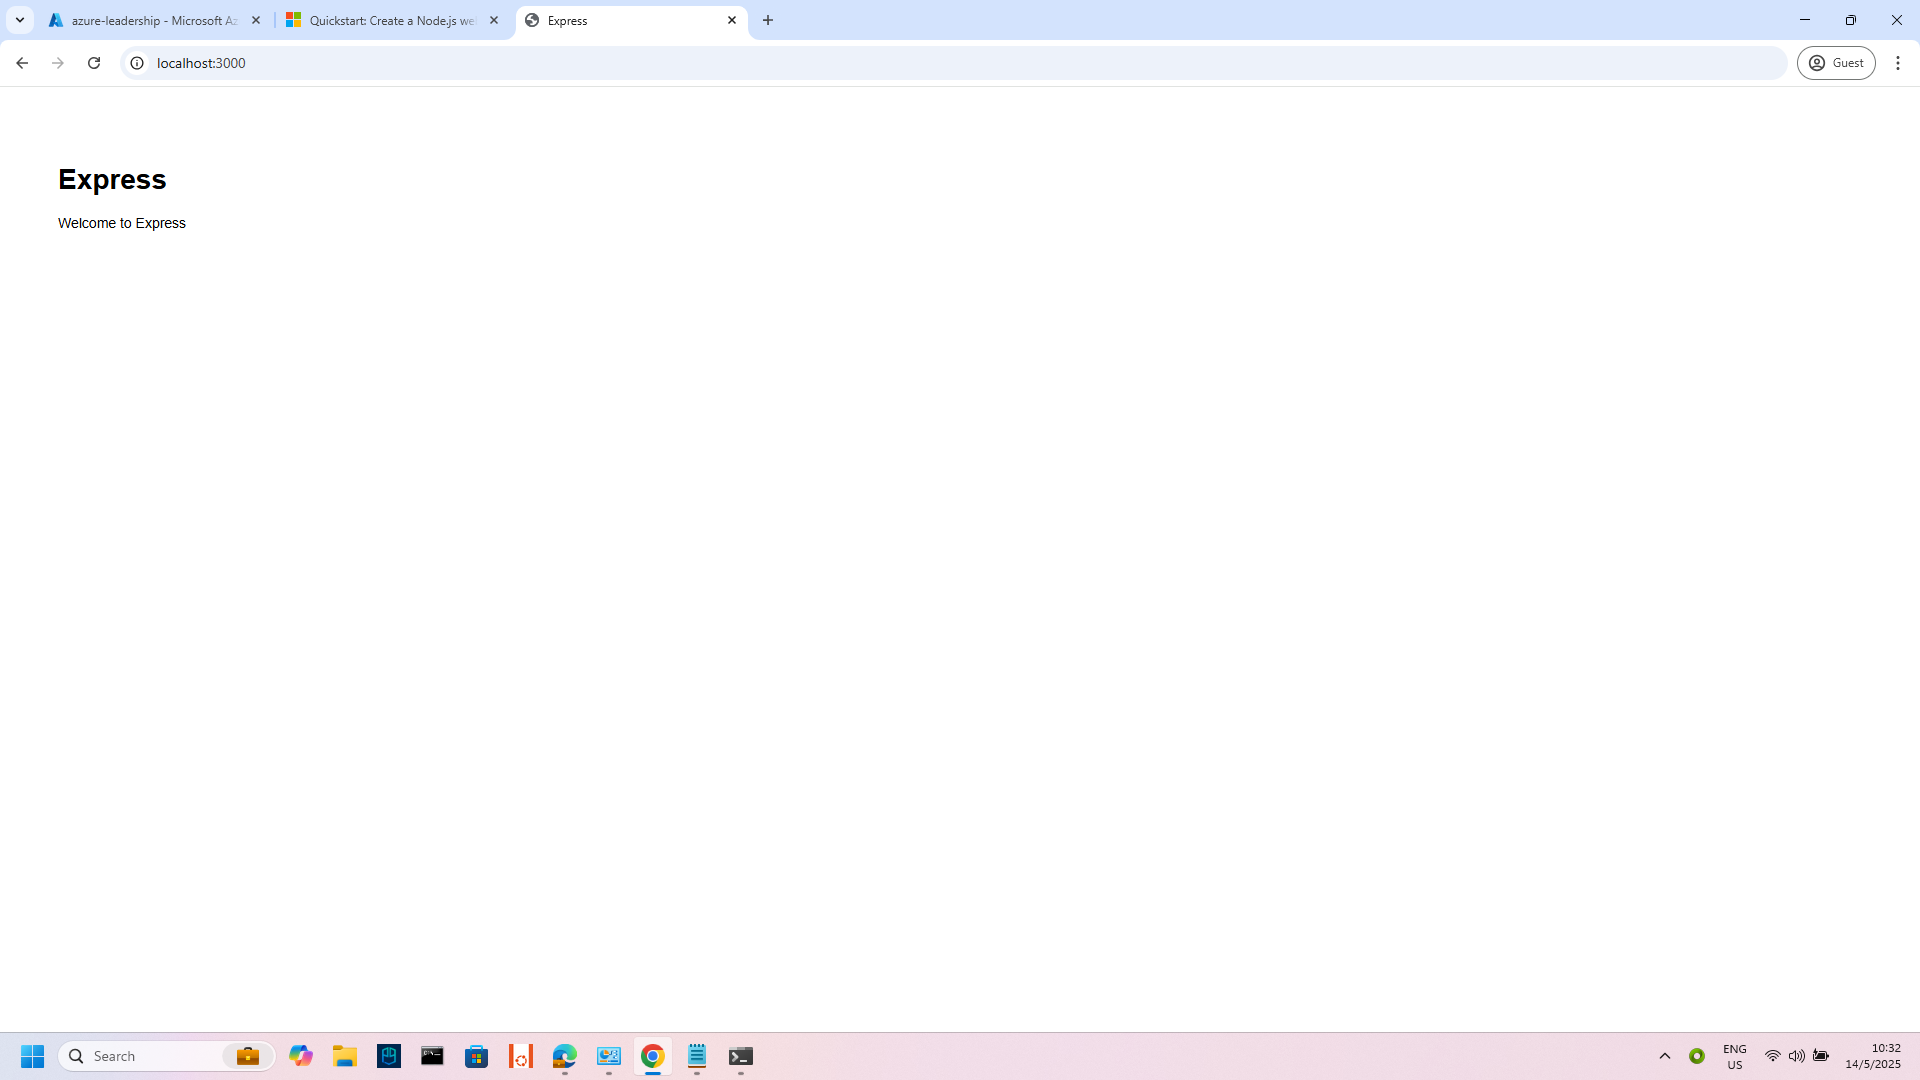 azure-leadership - Microsoft Az
Quickstart: Create a Node.js we
Express
localhost:3000
Guest
Express
Welcome to Express
Search
ENG
US
10:32
14/5/2025